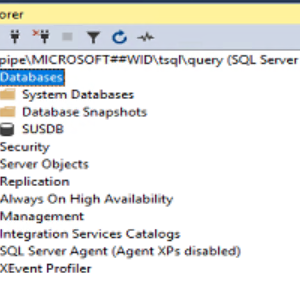 orer
pipe\MICROSOFT##WID\tsql\query (SQL Server
Databases
System Databases
Database Snapshots
SUSDB
Security
Server Objects
Replication
Always On High Availability
Management
Integration Services Catalogs
SQL Server Agent (Agent XPs disabled)
XEvent Profiler